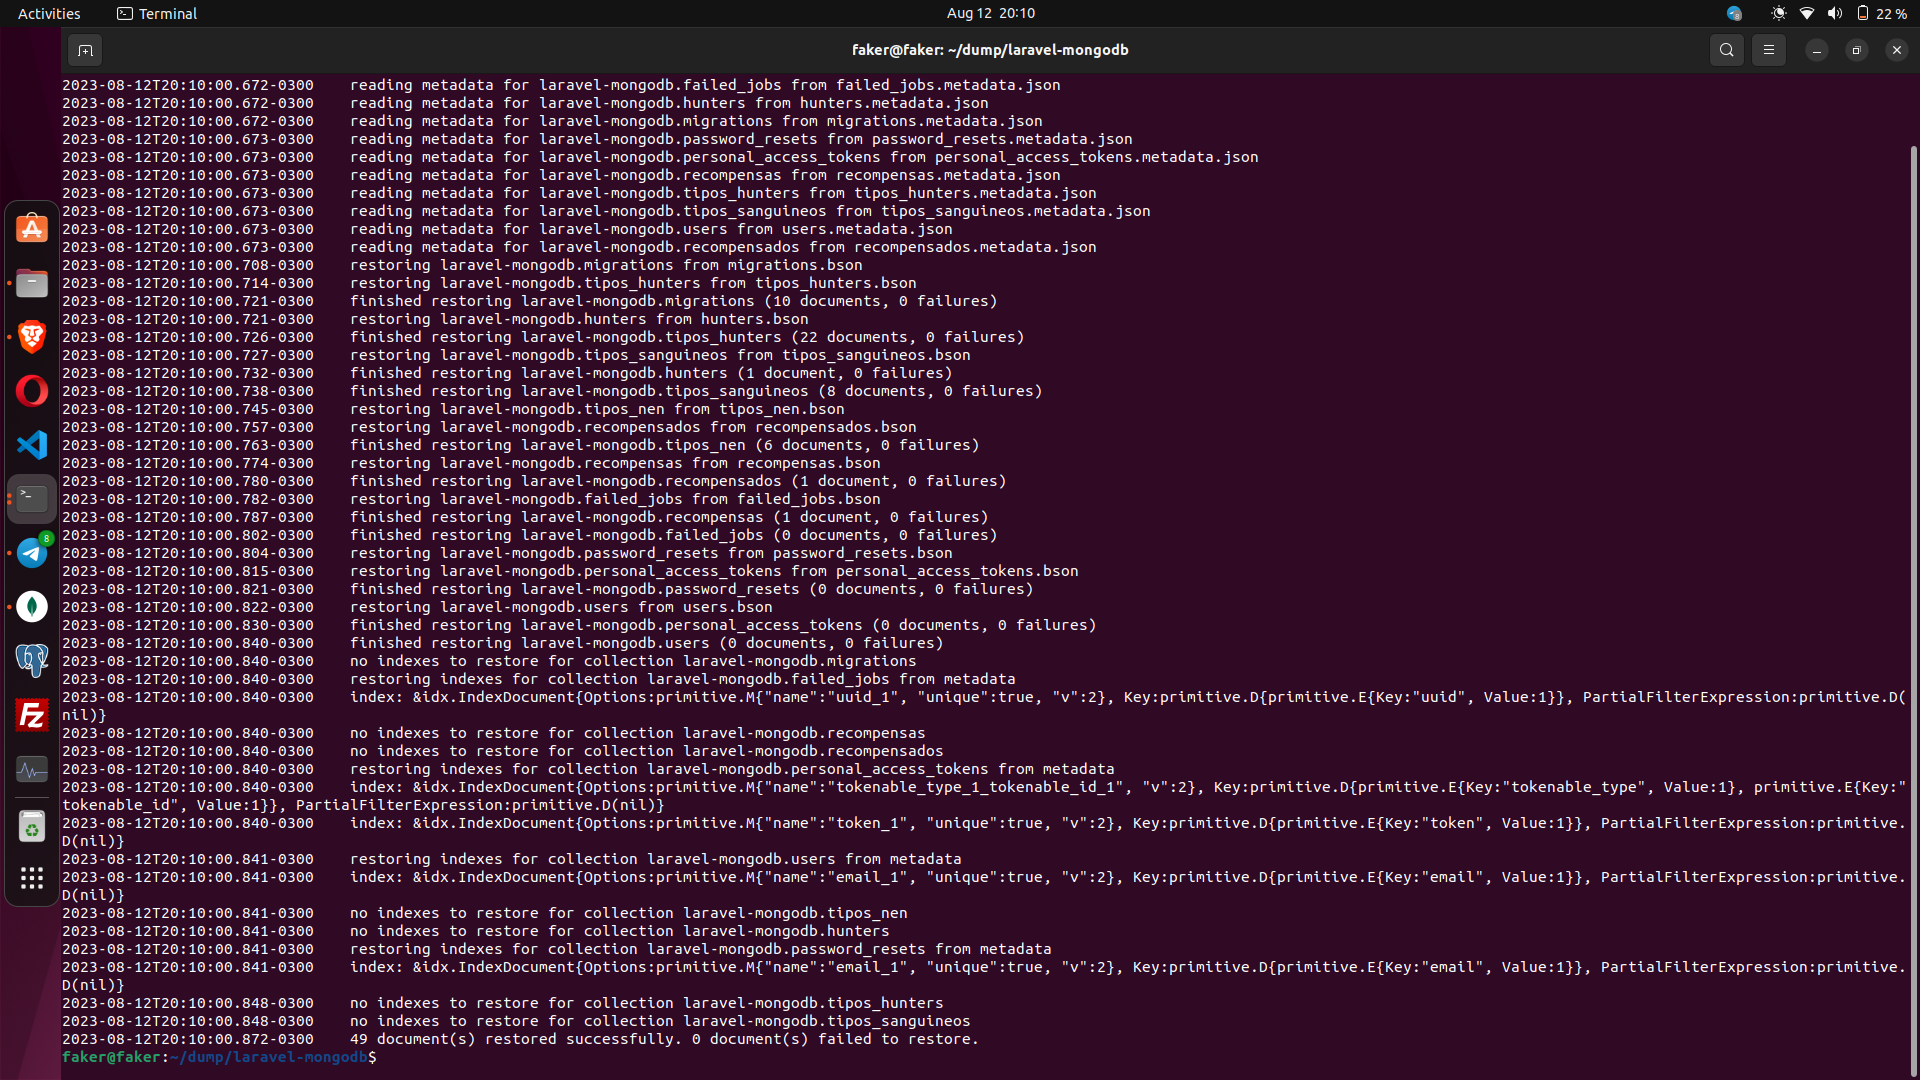 Activities Terminal Aug 12 20:10 22 %
faker@faker: ~/dump/laravel-mongodb
2023-08-12T20:10:00.672-0300 reading metadata for laravel-mongodb.failed_jobs from failed_jobs.metadata.json
2023-08-12T20:10:00.672-0300 reading metadata for laravel-mongodb.hunters from hunters.metadata.json
2023-08-12T20:10:00.672-0300 reading metadata for laravel-mongodb.migrations from migrations.metadata.json
2023-08-12T20:10:00.673-0300 reading metadata for laravel-mongodb.password_resets from password_resets.metadata.json
2023-08-12T20:10:00.673-0300 reading metadata for laravel-mongodb.personal_access_tokens from personal_access_tokens.metadata.json
2023-08-12T20:10:00.673-0300 reading metadata for laravel-mongodb.recompensas from recompensas.metadata.json
2023-08-12T20:10:00.673-0300 reading metadata for laravel-mongodb.tipos_hunters from tipos_hunters.metadata.json
2023-08-12T20:10:00.673-0300 reading metadata for laravel-mongodb.tipos_sanguineos from tipos_sanguineos.metadata.json
2023-08-12T20:10:00.673-0300 reading metadata for laravel-mongodb.users from users.metadata.json
2023-08-12T20:10:00.673-0300 reading metadata for laravel-mongodb.recompensados from recompensados.metadata.json
2023-08-12T20:10:00.708-0300 restoring laravel-mongodb.migrations from migrations.bson
2023-08-12T20:10:00.714-0300 restoring laravel-mongodb.tipos_hunters from tipos_hunters.bson
2023-08-12T20:10:00.721-0300 finished restoring laravel-mongodb.migrations (10 documents, 0 failures)
2023-08-12T20:10:00.721-0300 restoring laravel-mongodb.hunters from hunters.bson
2023-08-12T20:10:00.726-0300 finished restoring laravel-mongodb.tipos_hunters (22 documents, 0 failures)
2023-08-12T20:10:00.727-0300 restoring laravel-mongodb.tipos_sanguineos from tipos_sanguineos.bson
2023-08-12T20:10:00.732-0300 finished restoring laravel-mongodb.hunters (1 document, 0 failures)
2023-08-12T20:10:00.738-0300 finished restoring laravel-mongodb.tipos_sanguineos (8 documents, 0 failures)
2023-08-12T20:10:00.745-0300 restoring laravel-mongodb.tipos_nen from tipos_nen.bson
2023-08-12T20:10:00.757-0300 restoring laravel-mongodb.recompensados from recompensados.bson
2023-08-12T20:10:00.763-0300 finished restoring laravel-mongodb.tipos_nen (6 documents, 0 failures)
2023-08-12T20:10:00.774-0300 restoring laravel-mongodb.recompensas from recompensas.bson
2023-08-12T20:10:00.780-0300 finished restoring laravel-mongodb.recompensados (1 document, 0 failures)
2023-08-12T20:10:00.782-0300 restoring laravel-mongodb.failed_jobs from failed_jobs.bson
2023-08-12T20:10:00.787-0300 finished restoring laravel-mongodb.recompensas (1 document, 0 failures)
2023-08-12T20:10:00.802-0300 finished restoring laravel-mongodb.failed_jobs (0 documents, 0 failures)
2023-08-12T20:10:00.804-0300 restoring laravel-mongodb.password_resets from password_resets.bson
2023-08-12T20:10:00.815-0300 restoring laravel-mongodb.personal_access_tokens from personal_access_tokens.bson
2023-08-12T20:10:00.821-0300 finished restoring laravel-mongodb.password_resets (0 documents, 0 failures)
2023-08-12T20:10:00.822-0300 restoring laravel-mongodb.users from users.bson
2023-08-12T20:10:00.830-0300 finished restoring laravel-mongodb.personal_access_tokens (0 documents, 0 failures)
2023-08-12T20:10:00.840-0300 finished restoring laravel-mongodb.users (0 documents, 0 failures)
2023-08-12T20:10:00.840-0300 no indexes to restore for collection laravel-mongodb.migrations
2023-08-12T20:10:00.840-0300 restoring indexes for collection laravel-mongodb.failed_jobs from metadata
2023-08-12T20:10:00.840-0300 index: &idx.IndexDocument{Options:primitive.M{"name":"uuid_1", "unique":true, "v":2}, Key:primitive.D{primitive.E{Key:"uuid", Value:1}}, PartialFilterExpression:primitive.D(
nil)}
2023-08-12T20:10:00.840-0300 no indexes to restore for collection laravel-mongodb.recompensas
2023-08-12T20:10:00.840-0300 no indexes to restore for collection laravel-mongodb.recompensados
2023-08-12T20:10:00.840-0300 restoring indexes for collection laravel-mongodb.personal_access_tokens from metadata
2023-08-12T20:10:00.840-0300 index: &idx.IndexDocument{Options:primitive.M{"name":"tokenable_type_1_tokenable_id_1", "v":2}, Key:primitive.D{primitive.E{Key:"tokenable_type", Value:1}, primitive.E{Key:"
tokenable_id", Value:1}}, PartialFilterExpression:primitive.D(nil)}
2023-08-12T20:10:00.840-0300 index: &idx.IndexDocument{Options:primitive.M{"name":"token_1", "unique":true, "v":2}, Key:primitive.D{primitive.E{Key:"token", Value:1}}, PartialFilterExpression:primitive.
D(nil)}
2023-08-12T20:10:00.841-0300 restoring indexes for collection laravel-mongodb.users from metadata
2023-08-12T20:10:00.841-0300 index: &idx.IndexDocument{Options:primitive.M{"name":"email_1", "unique":true, "v":2}, Key:primitive.D{primitive.E{Key:"email", Value:1}}, PartialFilterExpression:primitive.
D(nil)}
2023-08-12T20:10:00.841-0300 no indexes to restore for collection laravel-mongodb.tipos_nen
2023-08-12T20:10:00.841-0300 no indexes to restore for collection laravel-mongodb.hunters
2023-08-12T20:10:00.841-0300 restoring indexes for collection laravel-mongodb.password_resets from metadata
2023-08-12T20:10:00.841-0300 index: &idx.IndexDocument{Options:primitive.M{"name":"email_1", "unique":true, "v":2}, Key:primitive.D{primitive.E{Key:"email", Value:1}}, PartialFilterExpression:primitive.
D(nil)}
2023-08-12T20:10:00.848-0300 no indexes to restore for collection laravel-mongodb.tipos_hunters
2023-08-12T20:10:00.848-0300 no indexes to restore for collection laravel-mongodb.tipos_sanguineos
2023-08-12T20:10:00.872-0300 49 document(s) restored successfully. 0 document(s) failed to restore.
faker@faker:~/dump/laravel-mongodb$
8